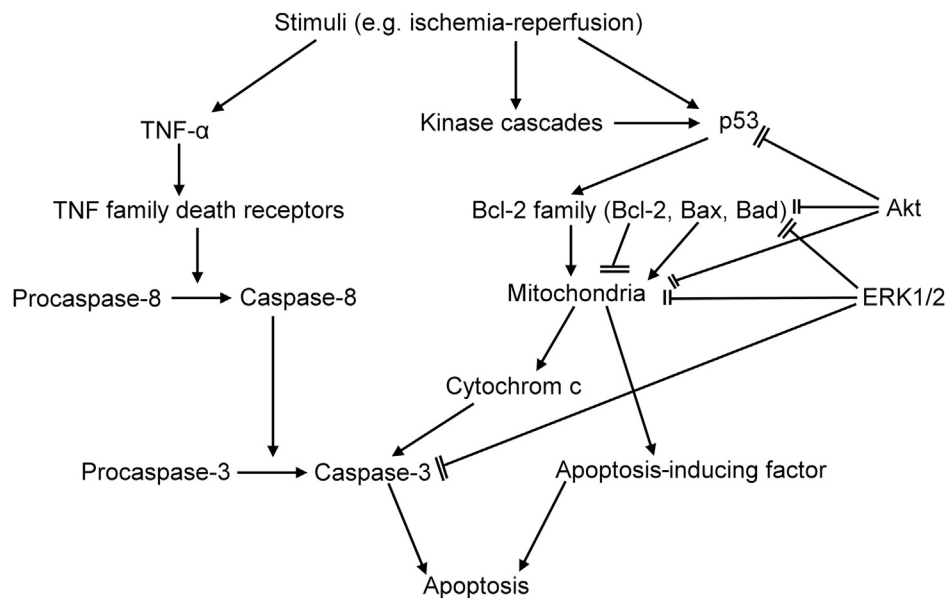 Stimuli (e.g. ischemia-reperfusion)
TNF-α
Kinase cascades
p53
TNF family death receptors
Bcl-2 family (Bcl-2, Bax, Bad)
Akt
Procaspase-8
Caspase-8
Mitochondria
ERK1/2
Cytochrom c
Procaspase-3
Caspase-3
Apoptosis-inducing factor
Apoptosis